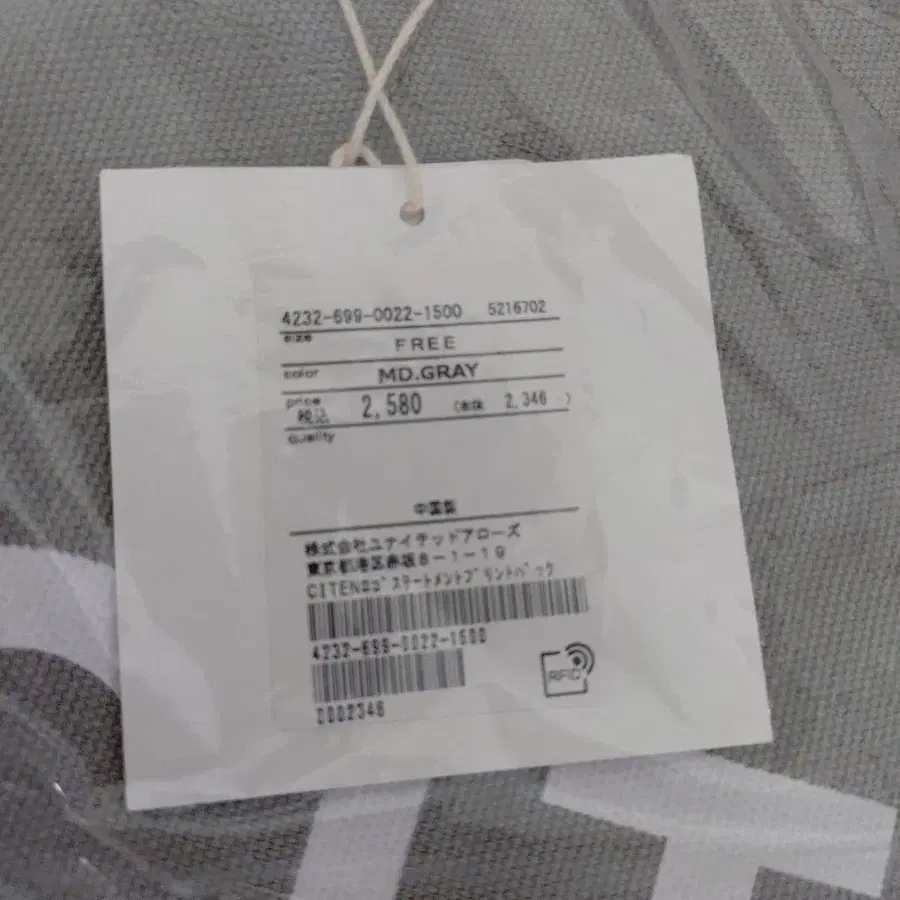 4232-699-0022-1500 5216702
size FREE
color MD.GRAY
price
税込 2,580 (本体 2,346 )
quality
中国製
株式会社ユナイテッドアローズ
東京都港区赤坂8-1-19
CITENロゴステートメントプリントバック
4232-699-0022-1500
0002346
RFID